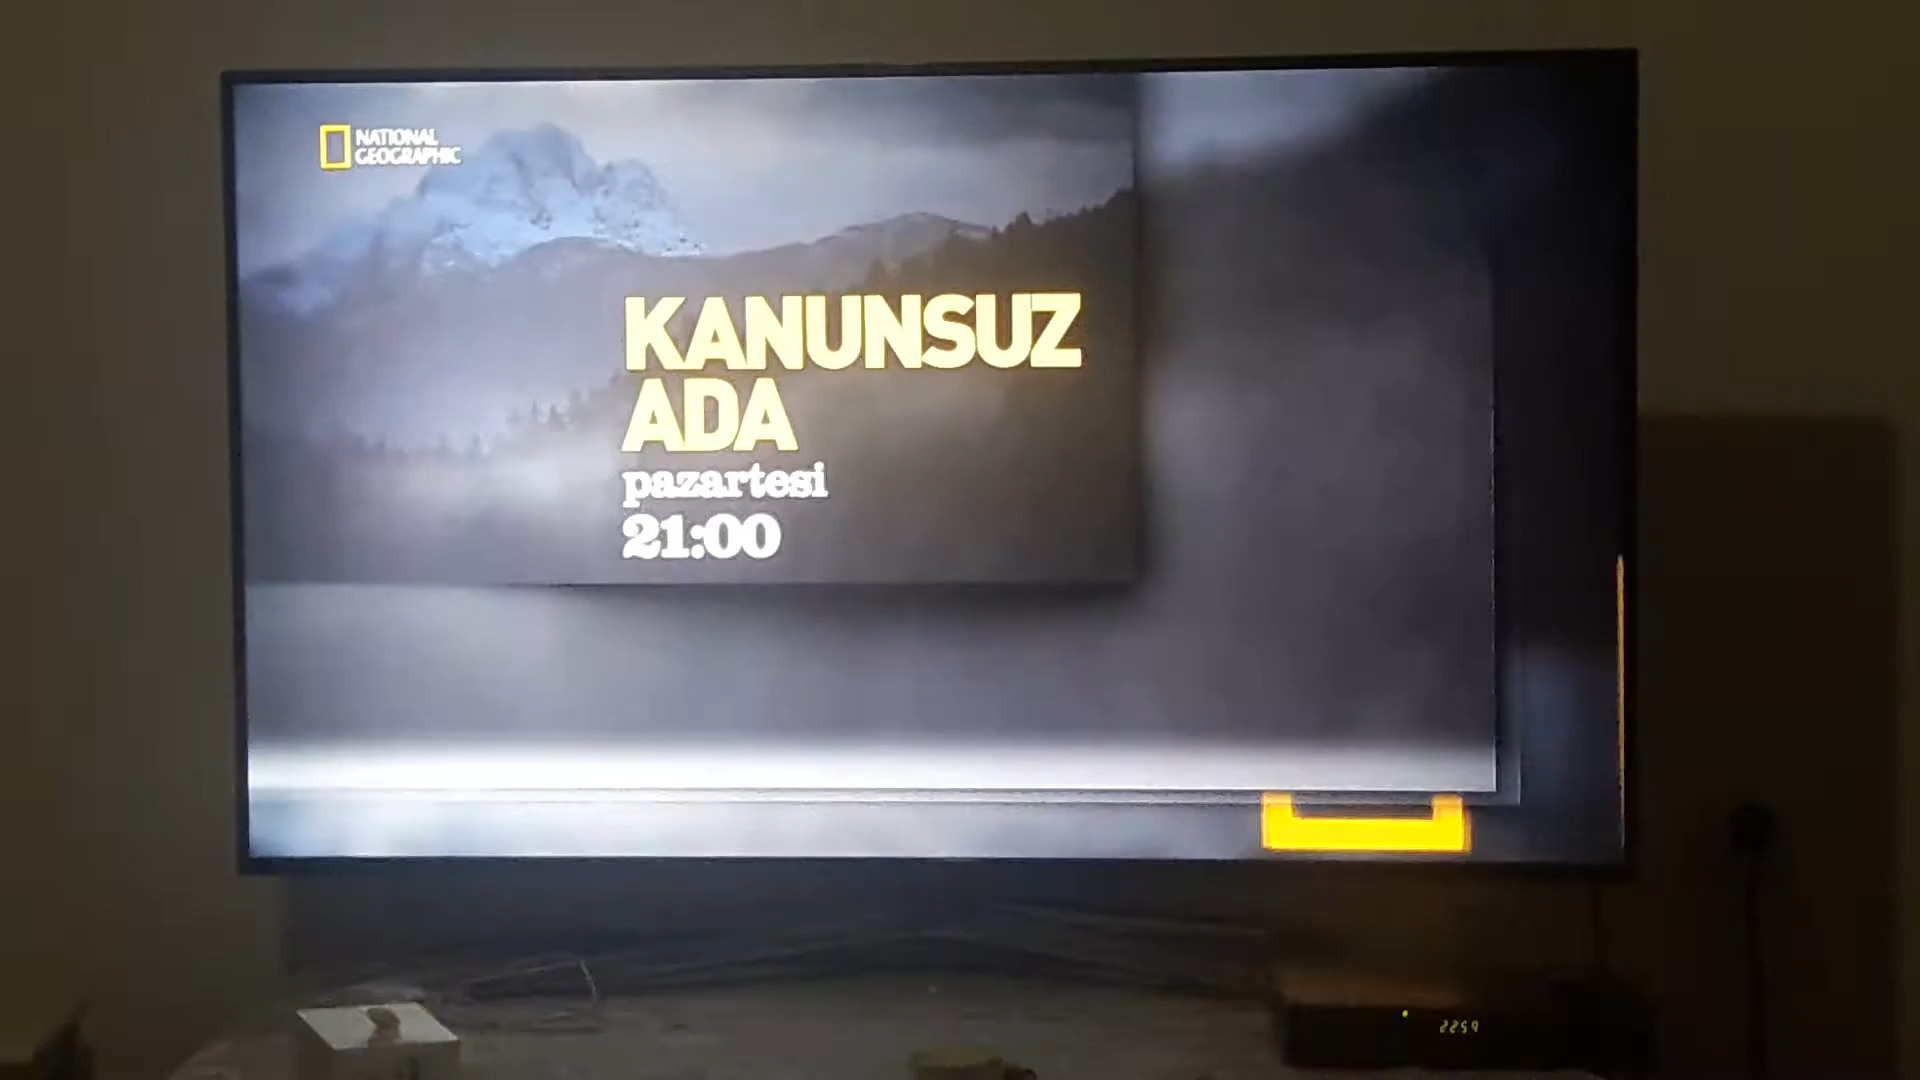 NATIONAL
GEOGRAPHIC
KANUNSUZ
ADA
pazartesi
21:00
2259